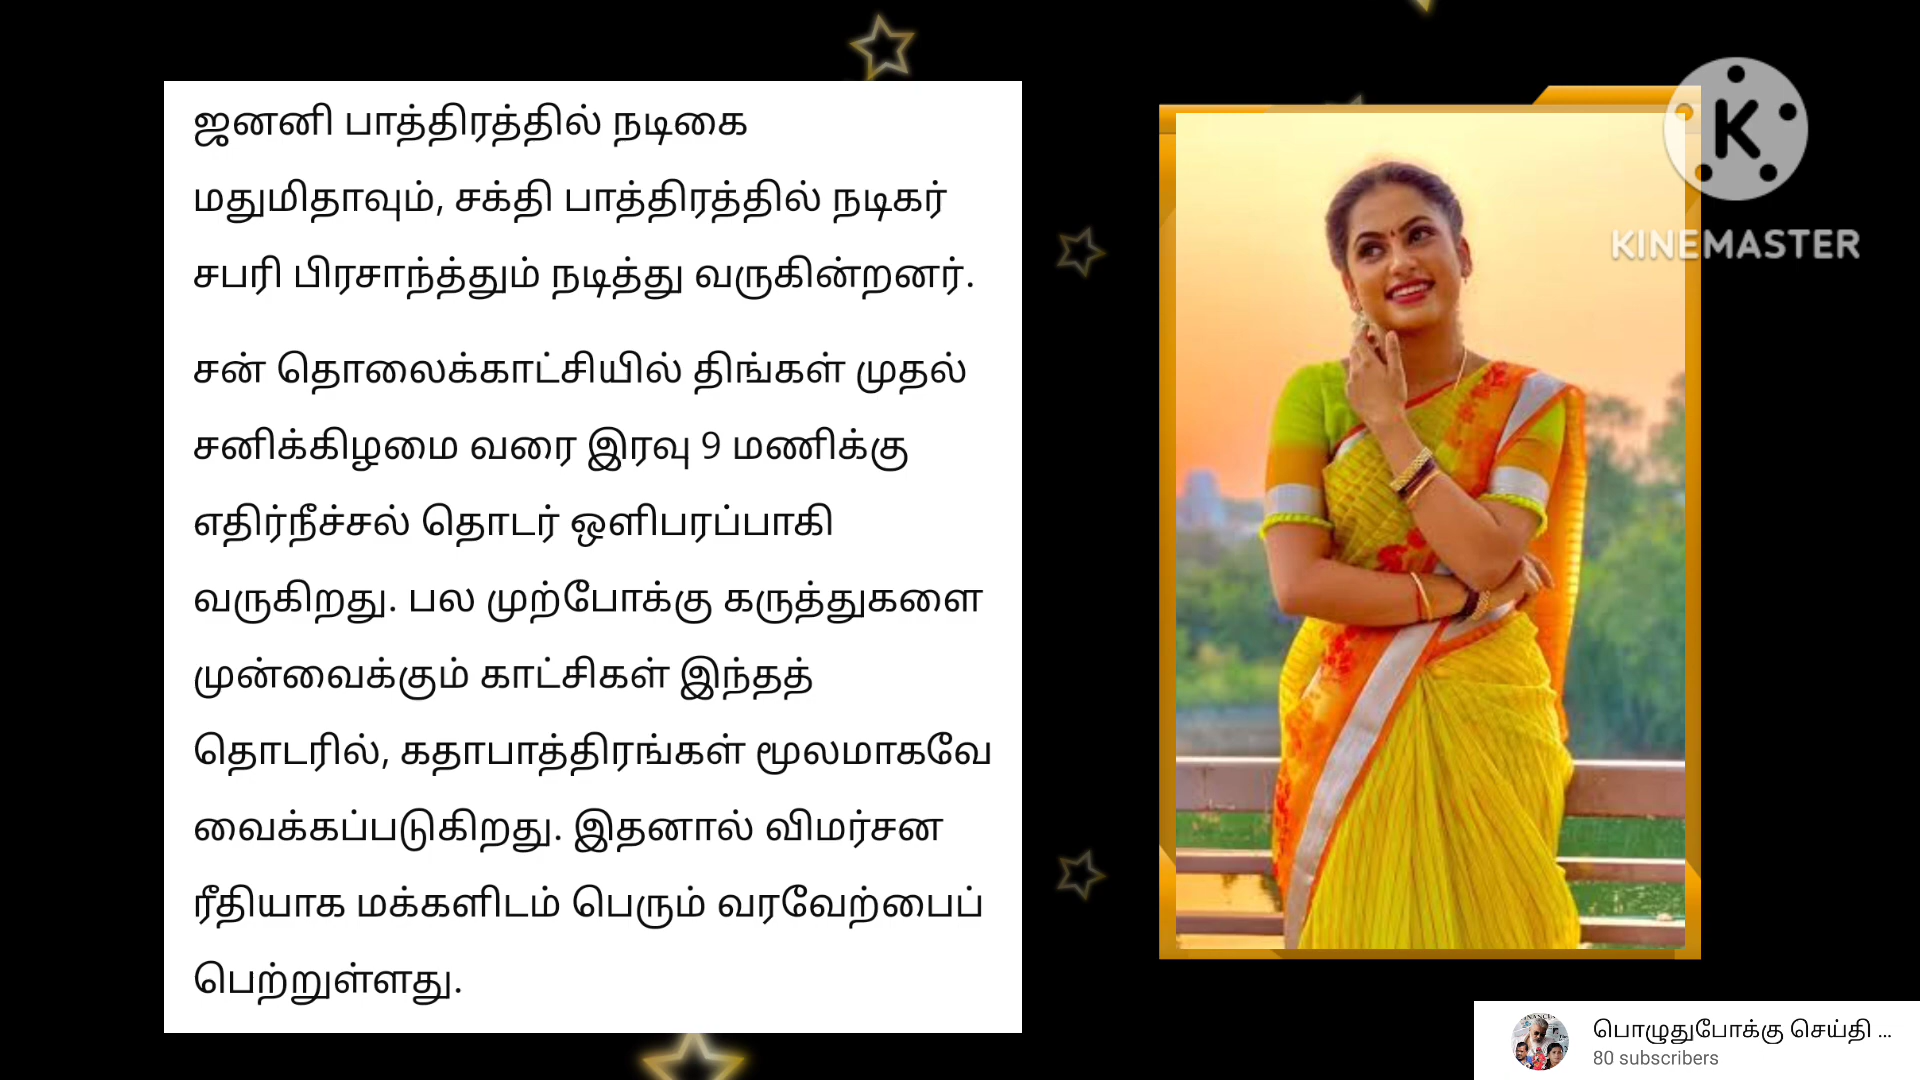 ஜனனி பாத்திரத்தில் நடிகை
மதுமிதாவும், சக்தி பாத்திரத்தில் நடிகர்
சபரி பிரசாந்த்தும் நடித்து வருகின்றனர்.
சன் தொலைக்காட்சியில் திங்கள் முதல்
சனிக்கிழமை வரை இரவு 9 மணிக்கு
எதிர்நீச்சல் தொடர் ஒளிபரப்பாகி
வருகிறது. பல முற்போக்கு கருத்துகளை
முன்வைக்கும் காட்சிகள் இந்தத்
தொடரில், கதாபாத்திரங்கள் மூலமாகவே
வைக்கப்படுகிறது. இதனால் விமர்சன
ரீதியாக மக்களிடம் பெரும் வரவேற்பைப்
பெற்றுள்ளது.
K
KINEMASTER
பொழுதுபோக்கு செய்தி ...
80 subscribers